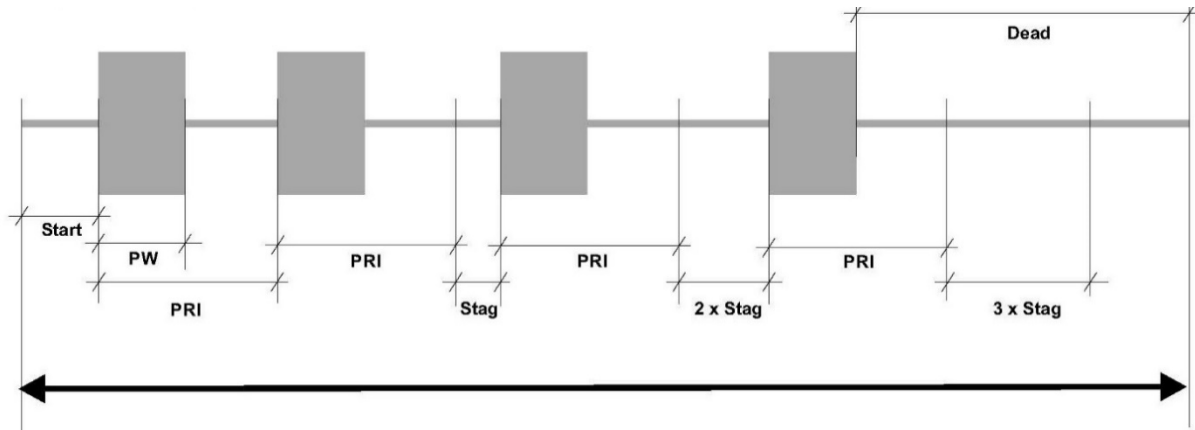 Dead
Start
PW
PRI
PRI
PRI
PRI
Stag
2 x Stag
3 x Stag